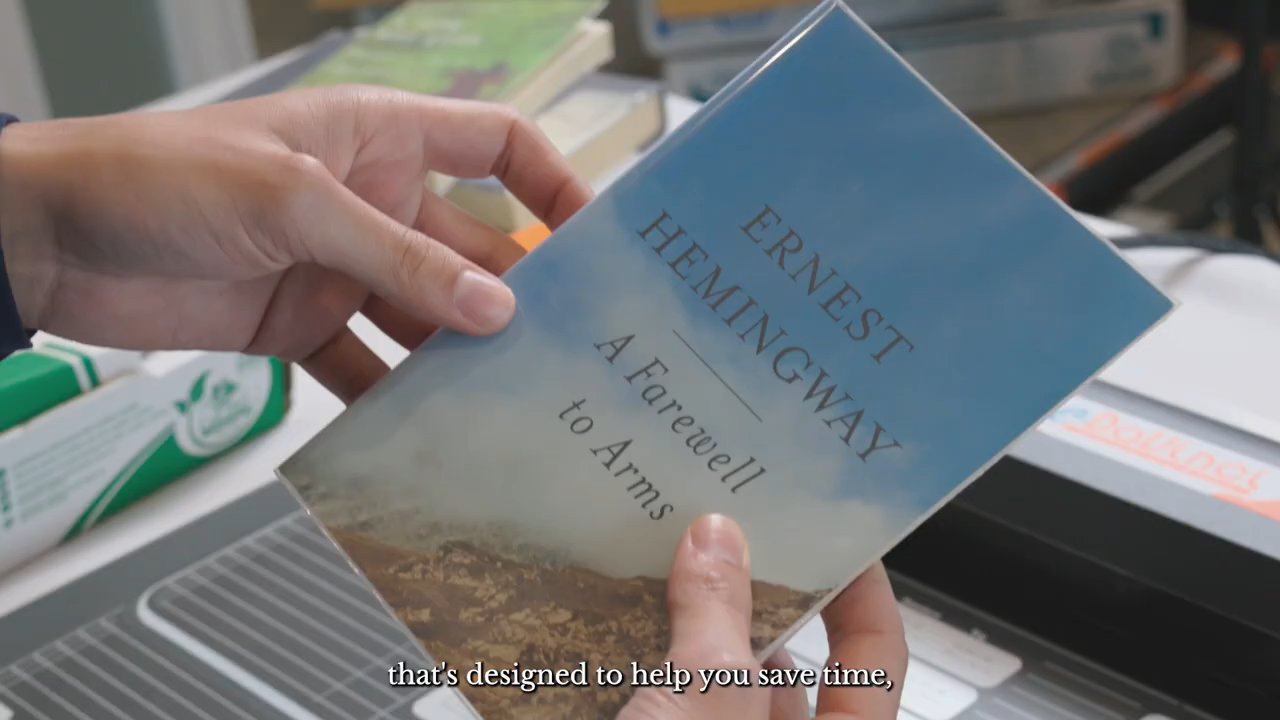 ERNEST
HEMINGWAY
A Farewell
to Arms
that's designed to help you save time,